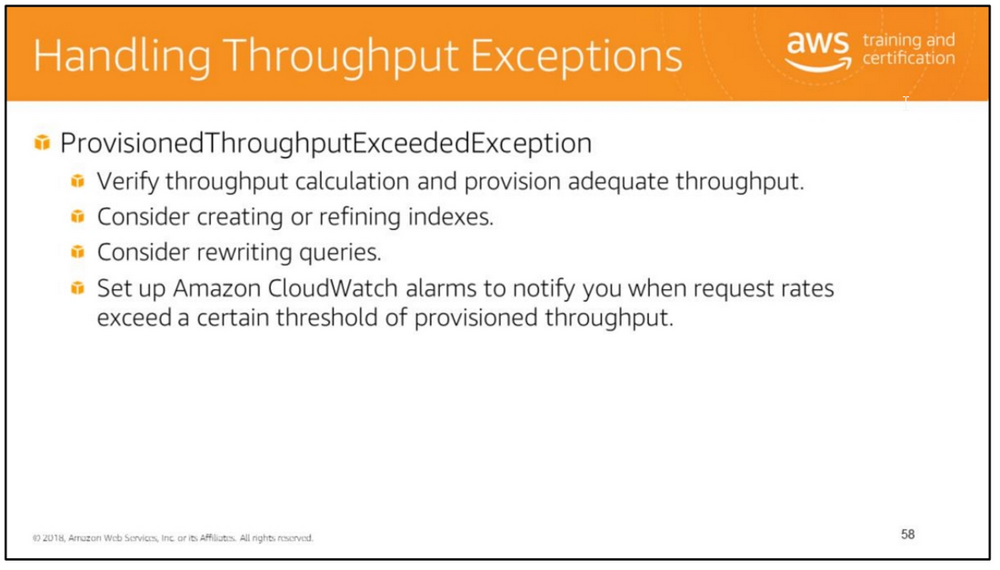 Handling Throughput Exceptions
aws training and
certification
ProvisionedThroughputExceededException
Verify throughput calculation and provision adequate throughput.
Consider creating or refining indexes.
Consider rewriting queries.
Set up Amazon CloudWatch alarms to notify you when request rates
exceed a certain threshold of provisioned throughput.
© 2018, Amazon Web Services, Inc. or its Affiliates. All rights reserved.
58